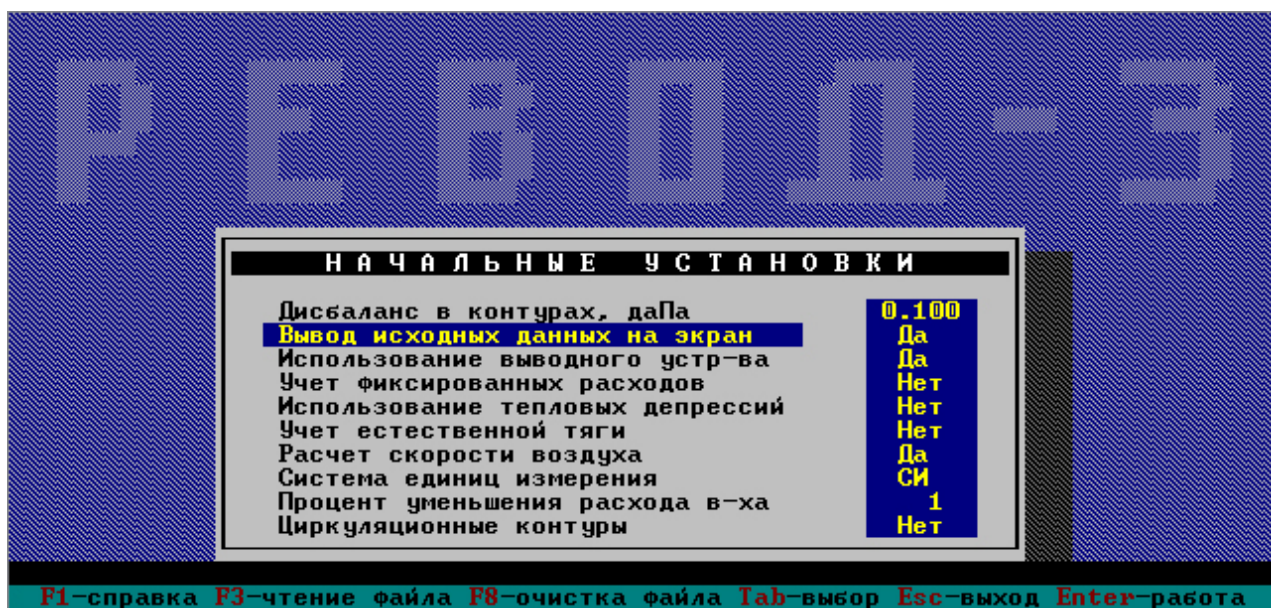 РЕВОД-3
НАЧАЛЬНЫЕ УСТАНОВКИ
Дисбаланс в контурах, даПа 0.100
Вывод исходных данных на экран Да
Использование выводного устр-ва Да
Учет фиксированных расходов Нет
Использование тепловых депрессий Нет
Учет естественной тяги Нет
Расчет скорости воздуха Да
Система единиц измерения СИ
Процент уменьшения расхода в-ха 1
Циркуляционные контуры Нет
F1-справка F3-чтение файла F8-очистка файла Tab-выбор Esc-выход Enter-работа